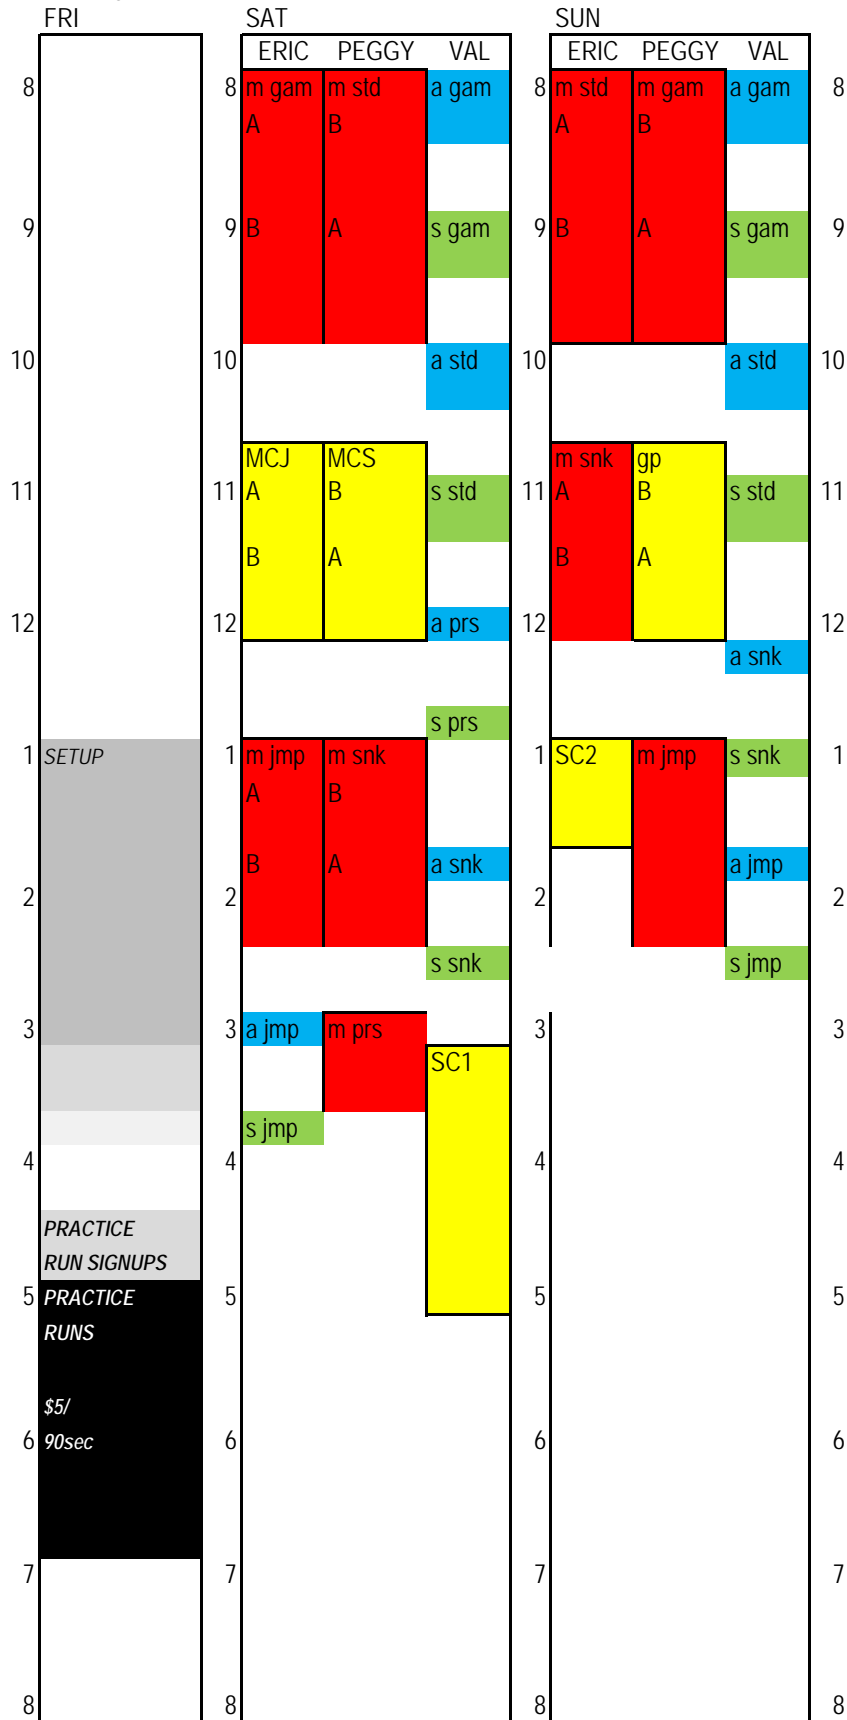 FRI SAT SUN
ERIC PEGGY VAL ERIC PEGGY VAL
8 8 m gam m std a gam 8 m std m gam a gam 8
A B A B
9 9 B A s gam 9 B A s gam 9
10 10 a std 10 a std 10
MCJ MCS m snk gp
11 11 A B s std 11 A B s std 11
B A B A
12 12 a prs 12 12
a snk
s prs
1 SETUP 1 m jmp m snk 1 SC2 m jmp s snk 1
A B
B A a snk a jmp
2 2 2 2
s snk s jmp
3 3 a jmp m prs 3 3
SC1
s jmp
4 4 4 4
PRACTICE
RUN SIGNUPS
5 PRACTICE 5 5 5
RUNS
$5/
6 90sec 6 6 6
7 7 7 7
8 8 8 8